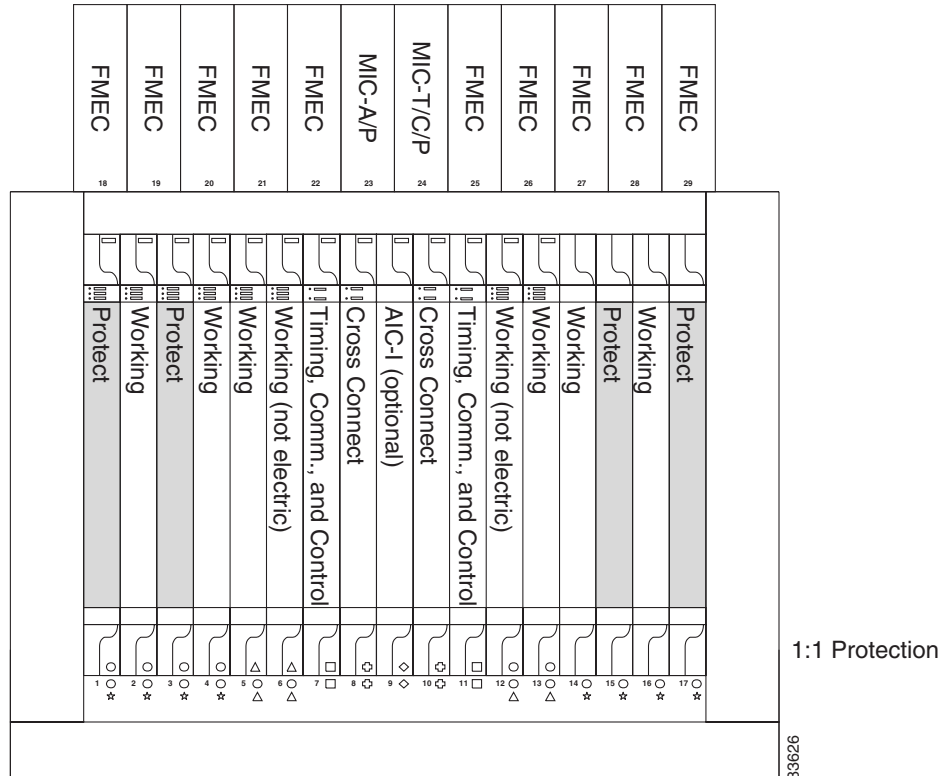 FMEC
FMEC
FMEC
FMEC
FMEC
MIC-A/P
MIC-T/C/P
FMEC
FMEC
FMEC
FMEC
FMEC
18 19 20 21 22 23 24 25 26 27 28 29
Protect
Working
Protect
Working
Working
Working (not electric)
Timing, Comm., and Control
Cross Connect
AIC-I (optional)
Cross Connect
Timing, Comm., and Control
Working (not electric)
Working
Working
Protect
Working
Protect
1 2 3 4 5 6 7 8 9 10 11 12 13 14 15 16 17
1:1 Protection